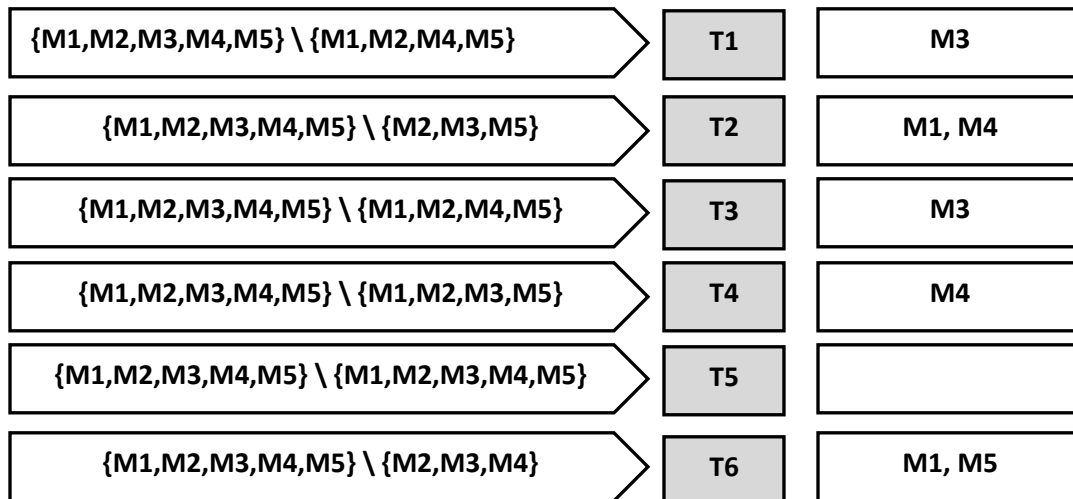 {M1,M2,M3,M4,M5} \ {M1,M2,M4,M5} T1 M3
{M1,M2,M3,M4,M5} \ {M2,M3,M5} T2 M1, M4
{M1,M2,M3,M4,M5} \ {M1,M2,M4,M5} T3 M3
{M1,M2,M3,M4,M5} \ {M1,M2,M3,M5} T4 M4
{M1,M2,M3,M4,M5} \ {M1,M2,M3,M4,M5} T5
{M1,M2,M3,M4,M5} \ {M2,M3,M4} T6 M1, M5